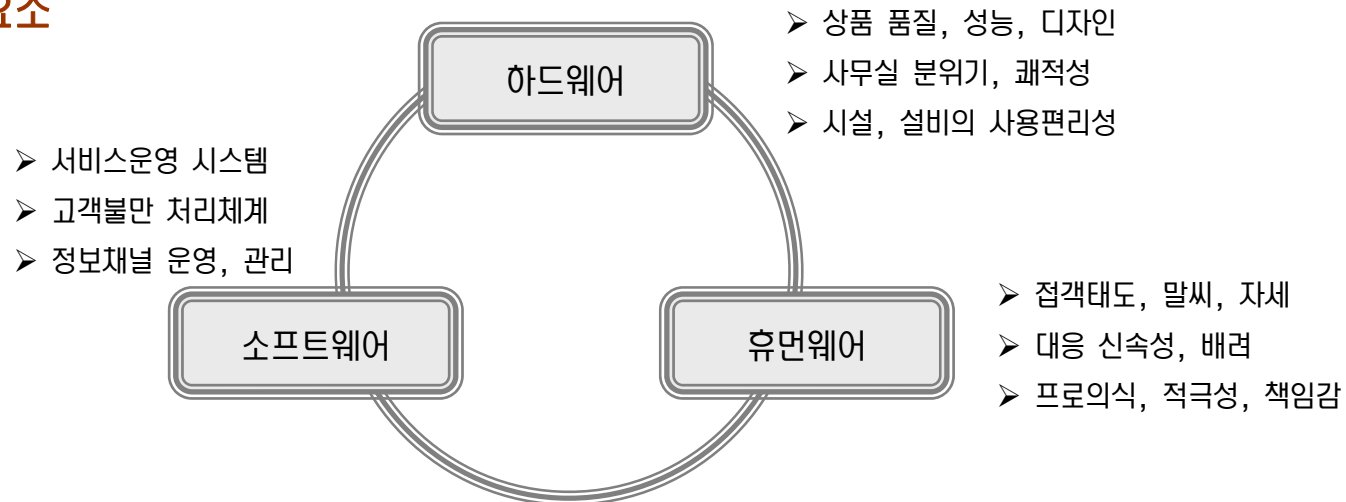 요소
하드웨어
➢ 상품 품질, 성능, 디자인
➢ 사무실 분위기, 쾌적성
➢ 시설, 설비의 사용편리성
➢ 서비스운영 시스템
➢ 고객불만 처리체계
➢ 정보채널 운영, 관리
소프트웨어
휴먼웨어
➢ 접객태도, 말씨, 자세
➢ 대응 신속성, 배려
➢ 프로의식, 적극성, 책임감